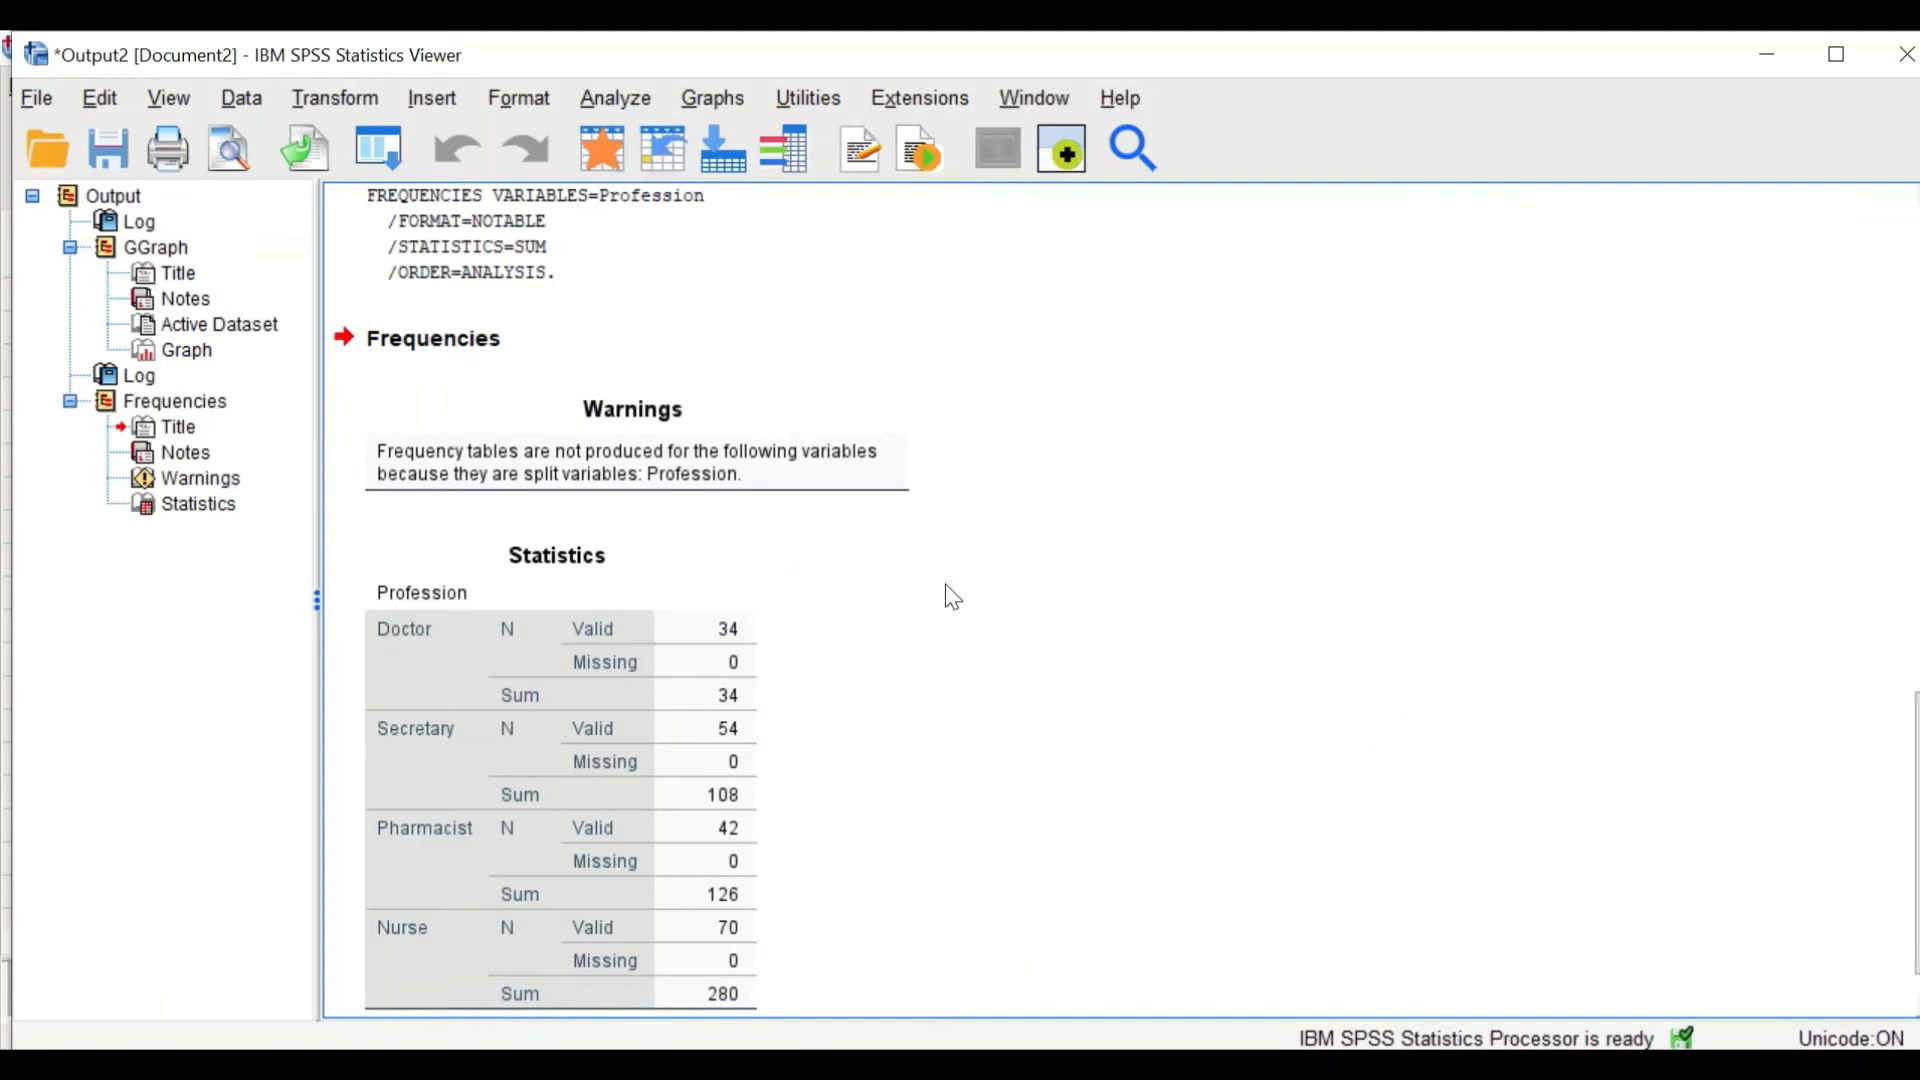 *Output2 [Document2] - IBM SPSS Statistics Viewer
File Edit View Data Transform Insert Format Analyze Graphs Utilities Extensions Window Help
Output
Log
GGraph
Title
Notes
Active Dataset
Graph
Log
Frequencies
Title
Notes
Warnings
Statistics
FREQUENCIES VARIABLES=Profession
/FORMAT=NOTABLE
/STATISTICS=SUM
/ORDER=ANALYSIS.
Frequencies
Warnings
Frequency tables are not produced for the following variables
because they are split variables: Profession.
Statistics
Profession
Doctor N Valid 34
Missing 0
Sum 34
Secretary N Valid 54
Missing 0
Sum 108
Pharmacist N Valid 42
Missing 0
Sum 126
Nurse N Valid 70
Missing 0
Sum 280
IBM SPSS Statistics Processor is ready Unicode:ON